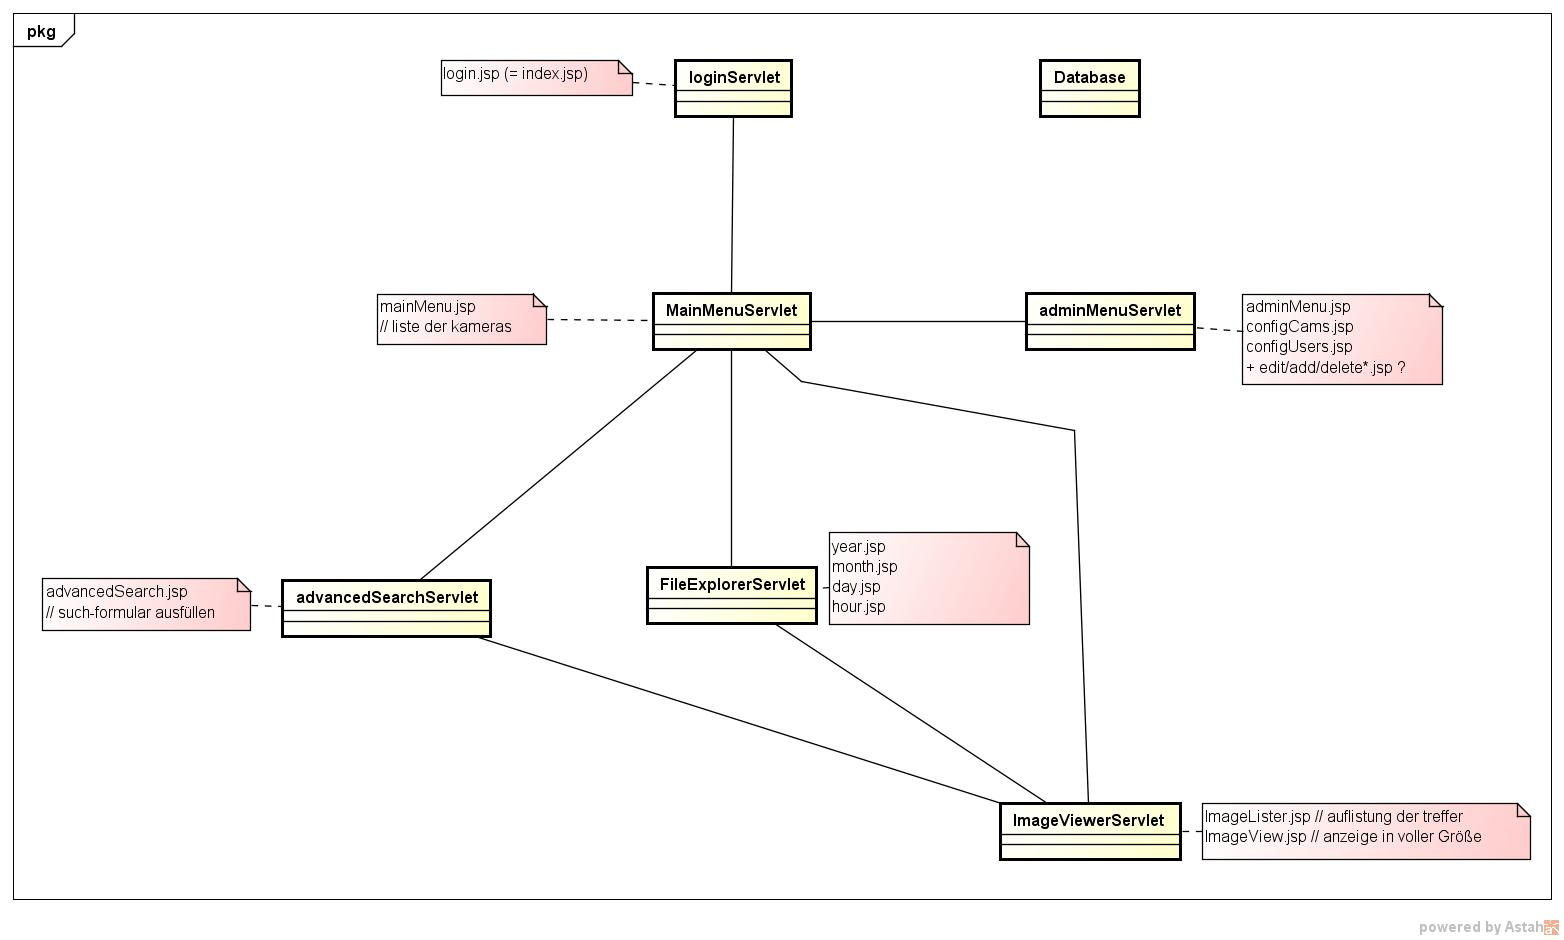 pkg
login.jsp (= index.jsp)
loginServlet
Database
mainMenu.jsp
// liste der kameras
MainMenuServlet
adminMenuServlet
adminMenu.jsp
configCams.jsp
configUsers.jsp
+ edit/add/delete*.jsp ?
advancedSearch.jsp
// such-formular ausfüllen
advancedSearchServlet
FileExplorerServlet
year.jsp
month.jsp
day.jsp
hour.jsp
ImageViewerServlet
ImageLister.jsp // auflistung der treffer
ImageView.jsp // anzeige in voller Größe
powered by Astah